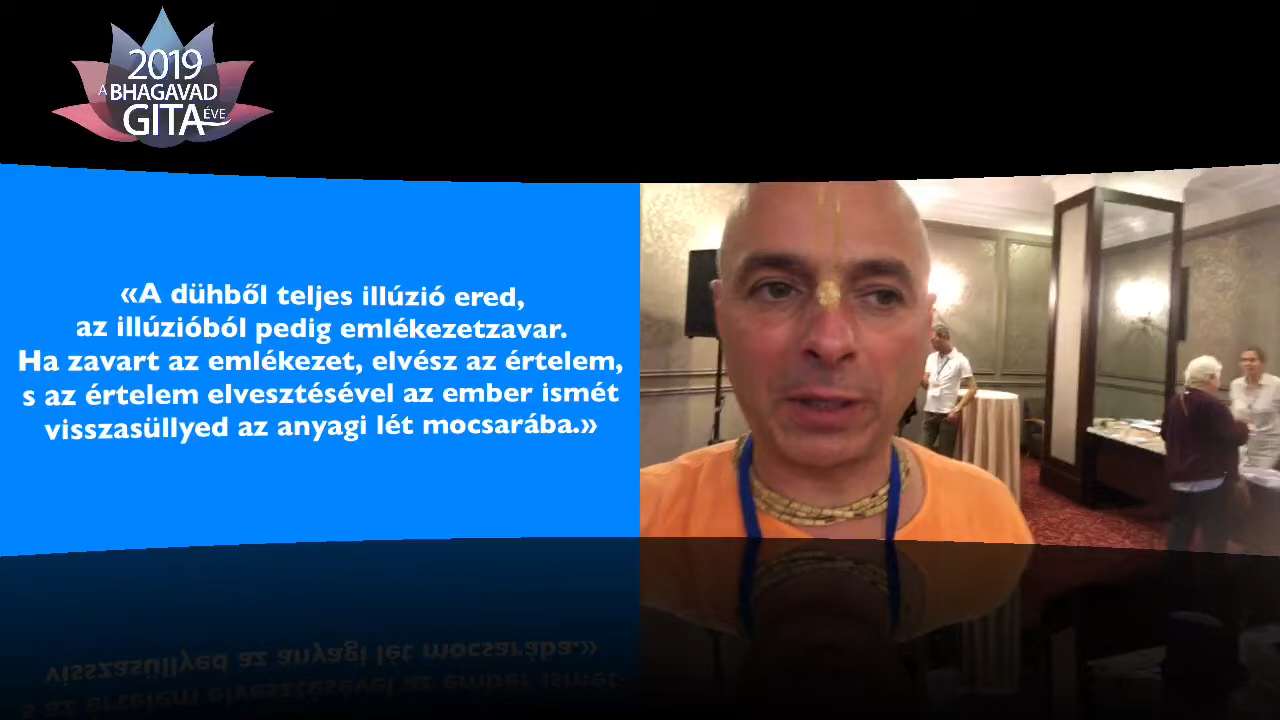 2019
A BHAGAVAD
GITA ÉVE
«A dühből teljes illúzió ered,
az illúzióból pedig emlékezetzavar.
Ha zavart az emlékezet, elvész az értelem,
s az értelem elvesztésével az ember ismét
visszasüllyed az anyagi lét mocsarába.»